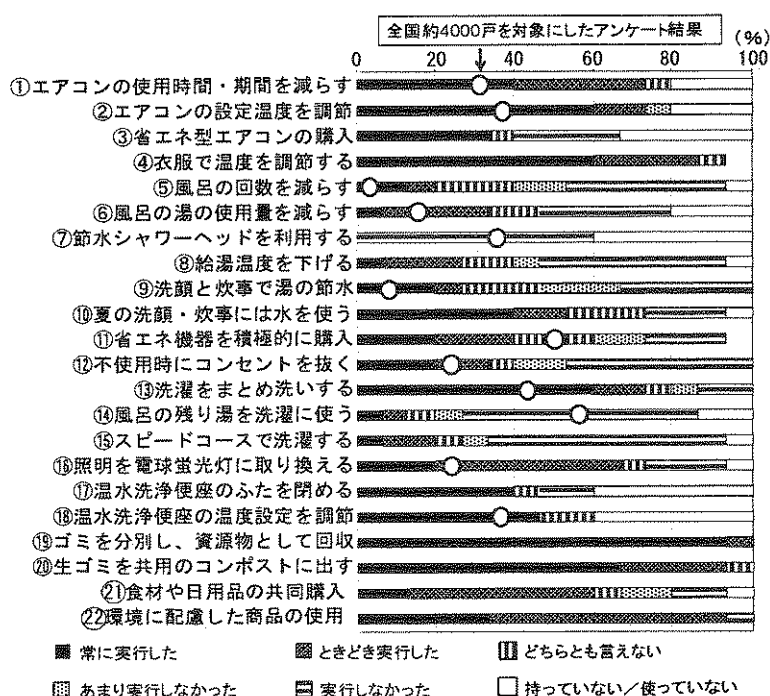 全国約4000戸を対象にしたアンケート結果
(%)
0 20 40 60 80 100
①エアコンの使用時間・期間を減らす
②エアコンの設定温度を調節
③省エネ型エアコンの購入
④衣服で温度を調節する
⑤風呂の回数を減らす
⑥風呂の湯の使用量を減らす
⑦節水シャワーヘッドを利用する
⑧給湯温度を下げる
⑨洗顔と炊事で湯の節水
⑩夏の洗顔・炊事には水を使う
⑪省エネ機器を積極的に購入
⑫不使用時にコンセントを抜く
⑬洗濯をまとめ洗いする
⑭風呂の残り湯を洗濯に使う
⑮スピードコースで洗濯する
⑯照明を電球蛍光灯に取り換える
⑰温水洗浄便座のふたを閉める
⑱温水洗浄便座の温度設定を調節
⑲ゴミを分別し、資源物として回収
⑳生ゴミを共用のコンポストに出す
㉑食材や日用品の共同購入
㉒環境に配慮した商品の使用
常に実行した ときどき実行した どちらとも言えない
あまり実行しなかった 実行しなかった 持っていない/使っていない